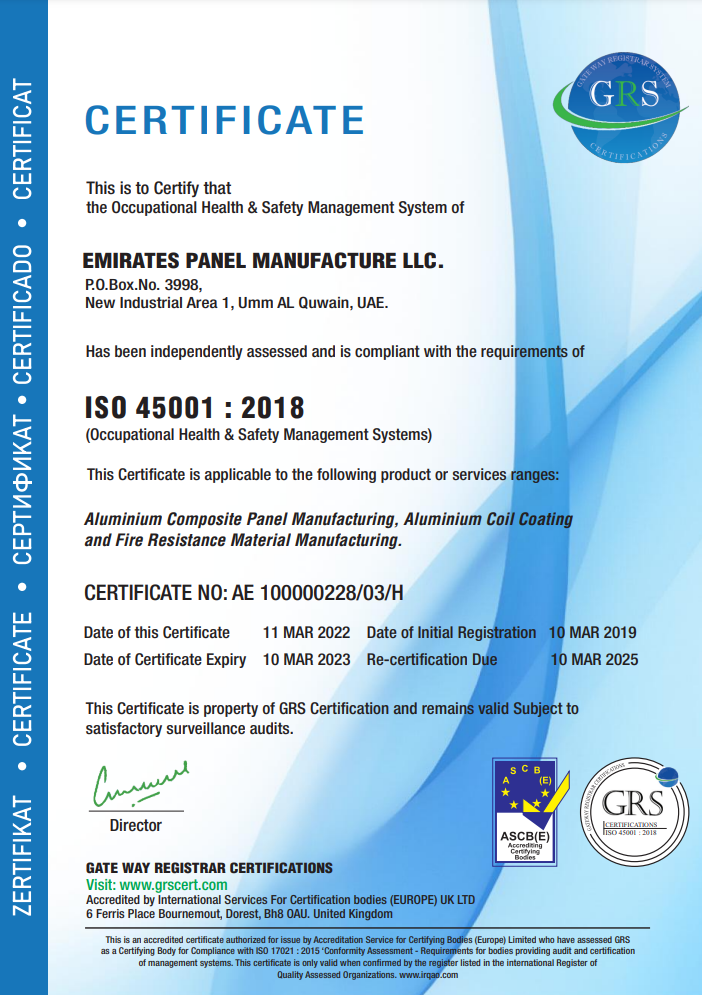 ZERTIFIKAT • CERTIFICATE • СЕРТИФИКАТ • CERTIFICADO • CERTIFICAT
GATE WAY REGISTRAR SYSTEM
GRS
CERTIFICATIONS
CERTIFICATE
This is to Certify that
the Occupational Health & Safety Management System of
EMIRATES PANEL MANUFACTURE LLC.
P.O.Box.No. 3998,
New Industrial Area 1, Umm AL Quwain, UAE.
Has been independently assessed and is compliant with the requirements of
ISO 45001 : 2018
(Occupational Health & Safety Management Systems)
This Certificate is applicable to the following product or services ranges:
Aluminium Composite Panel Manufacturing, Aluminium Coil Coating
and Fire Resistance Material Manufacturing.
CERTIFICATE NO: AE 100000228/03/H
Date of this Certificate 11 MAR 2022 Date of Initial Registration 10 MAR 2019
Date of Certificate Expiry 10 MAR 2023 Re-certification Due 10 MAR 2025
This Certificate is property of GRS Certification and remains valid Subject to
satisfactory surveillance audits.
Director
A S C B (E)
ASCB(E)
Accrediting
Certifying
Bodies
GATEWAY REGISTRAR CERTIFICATIONS
GRS
CERTIFICATIONS
ISO 45001 : 2018
GATE WAY REGISTRAR CERTIFICATIONS
Visit: www.grscert.com
Accredited by International Services For Certification bodies (EUROPE) UK LTD
6 Ferris Place Bournemout, Dorest, Bh8 OAU. United Kingdom
This is an accredited certificate authorized for issue by Accreditation Service for Certifying Bodies (Europe) Limited who have assessed GRS
as a Certifying Body for Compliance with ISO 17021 : 2015 'Conformity Assessment - Requirements for bodies providing audit and certification
of management systems. This certificate is only valid when confirmed by the register listed in the international Register of
Quality Assessed Organizations. www.irqao.com